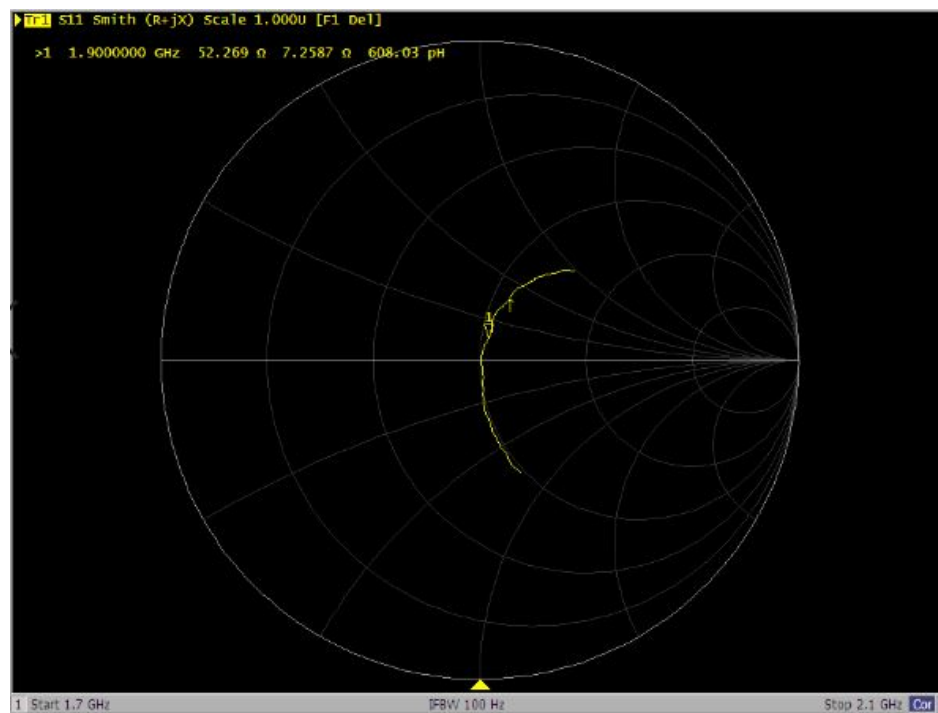 Tr1 S11 Smith (R+jX) Scale 1.000U [F1 Del]
>1 1.9000000 GHz 52.269 Ω 7.2587 Ω 608.03 pH
1
1 Start 1.7 GHz IFBW 100 Hz Stop 2.1 GHz Cor